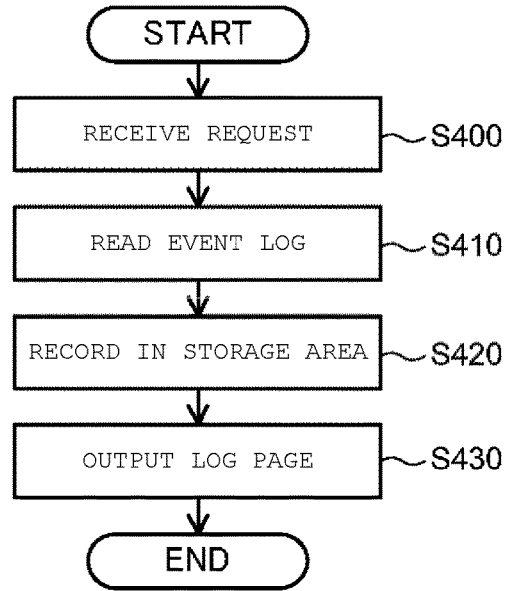 START
RECEIVE REQUEST
S400
READ EVENT LOG
S410
RECORD IN STORAGE AREA
S420
OUTPUT LOG PAGE
S430
END